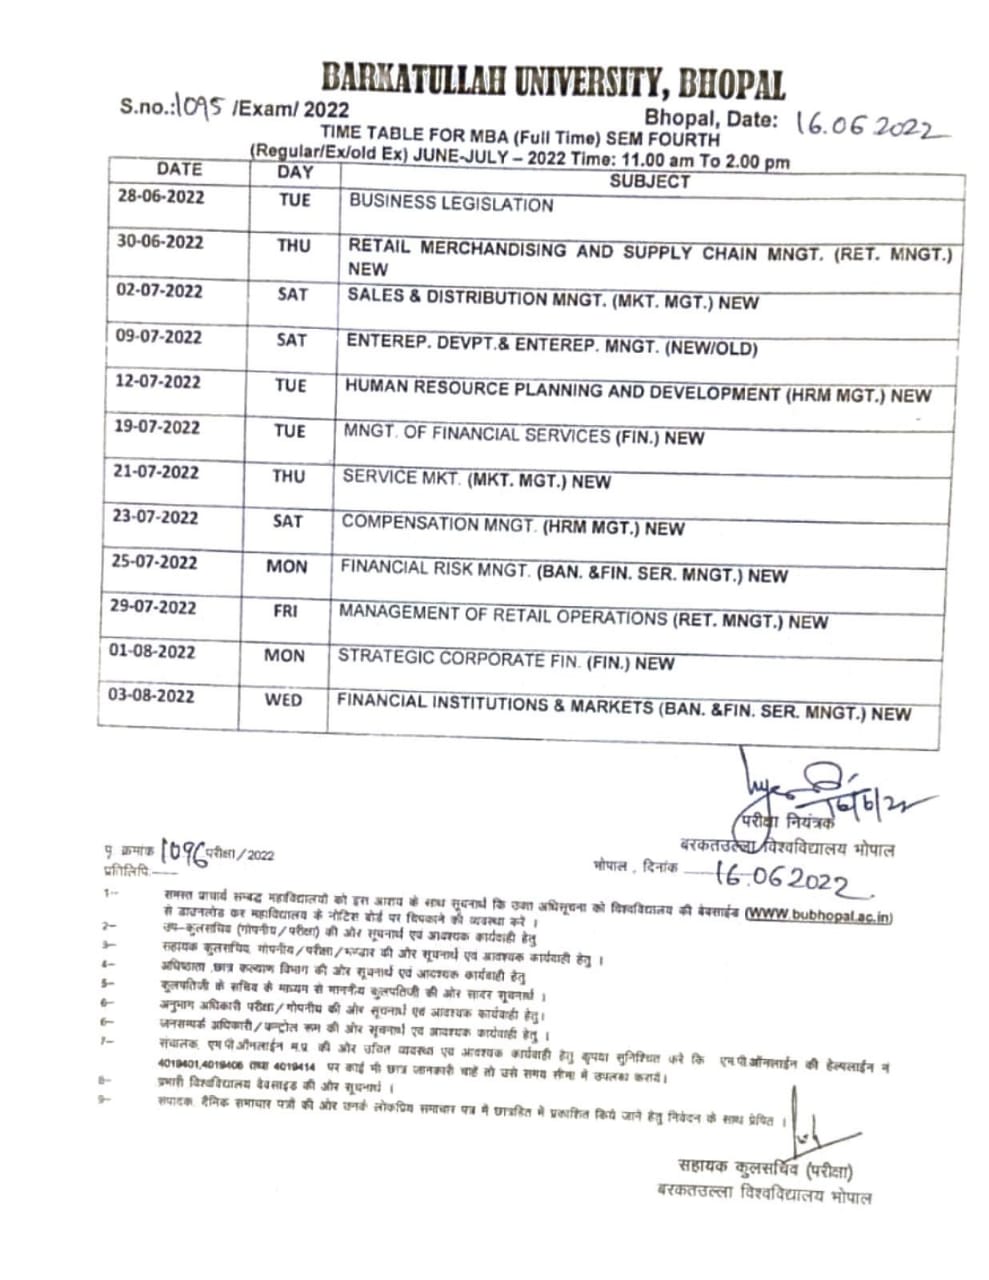 BARKATULLAH UNIVERSITY, BHOPAL
S.no.:1095 /Exam/ 2022
Bhopal, Date: 16.06 2022
TIME TABLE FOR MBA (Full Time) SEM FOURTH
(Regular/Ex/old Ex) JUNE-JULY – 2022 Time: 11.00 am To 2.00 pm
DATE DAY SUBJECT
28-06-2022 TUE BUSINESS LEGISLATION
30-06-2022 THU RETAIL MERCHANDISING AND SUPPLY CHAIN MNGT. (RET. MNGT.)
NEW
02-07-2022 SAT SALES & DISTRIBUTION MNGT. (MKT. MGT.) NEW
09-07-2022 SAT ENTEREP. DEVPT.& ENTEREP. MNGT. (NEW/OLD)
12-07-2022 TUE HUMAN RESOURCE PLANNING AND DEVELOPMENT (HRM MGT.) NEW
19-07-2022 TUE MNGT. OF FINANCIAL SERVICES (FIN.) NEW
21-07-2022 THU SERVICE MKT. (MKT. MGT.) NEW
23-07-2022 SAT COMPENSATION MNGT. (HRM MGT.) NEW
25-07-2022 MON FINANCIAL RISK MNGT. (BAN. &FIN. SER. MNGT.) NEW
29-07-2022 FRI MANAGEMENT OF RETAIL OPERATIONS (RET. MNGT.) NEW
01-08-2022 MON STRATEGIC CORPORATE FIN. (FIN.) NEW
03-08-2022 WED FINANCIAL INSTITUTIONS & MARKETS (BAN. &FIN. SER. MNGT.) NEW
16/6/22
परीक्षा नियंत्रक
बरकतउल्ला विश्वविद्यालय भोपाल
पृ. क्रमांक 1096 परीक्षा/2022
भोपाल, दिनांक 16.06 2022
प्रतिलिपि:—
1— समस्त प्राचार्य सम्बद्ध महाविद्यालयों को इस आशय के साथ सूचनार्थ कि उक्त अधिसूचना को विश्वविद्यालय की वेबसाईड (WWW.bubhopal.ac.in)
से डाउनलोड कर महाविद्यालय के नोटिस बोर्ड पर चिपकाने की व्यवस्था करे ।
2— उप–कुलसचिव (गोपनीय/परीक्षा) की ओर सूचनार्थ एवं आवश्यक कार्यवाही हेतु
3— सहायक कुलसचिव, गोपनीय/परीक्षा/भण्डार की ओर सूचनार्थ एवं आवश्यक कार्यवाही हेतु ।
4— अधिष्ठाता ,छात्र कल्याण विभाग की ओर सूचनार्थ एवं आवश्यक कार्यवाही हेतु
5— कुलपतिजी के सचिव के माध्यम से माननीय कुलपतिजी की ओर सादर सूचनार्थ ।
6— अनुभाग अधिकारी परीक्षा/गोपनीय की ओर सूचनार्थ एवं आवश्यक कार्यवाही हेतु।
6— जनसम्पर्क अधिकारी/कन्ट्रोल रूम की ओर सूचनार्थ एवं आवश्यक कार्यवाही हेतु ।
7— संचालक, एम.पी.ऑनलाईन म.प्र. की ओर उचित व्यवस्था एवं आवश्यक कार्यवाही हेतु कृपया सुनिश्चित करे कि एम.पी.ऑनलाईन की हेल्पलाईन नं
4019401,4019406 तथा 4019414 पर कोई भी छात्र जानकारी चाहें तो उसे समय सीमा में उपलब्ध करायें।
8— प्रभारी विश्वविद्यालय वेबसाइड की ओर सूचनार्थ ।
9— संपादक, दैनिक समाचार पत्रों की ओर उनके लोकप्रिय समाचार पत्र में छात्रहित में प्रकाशित किये जाने हेतु निवेदन के साथ प्रेषित ।
सहायक कुलसचिव (परीक्षा)
बरकतउल्ला विश्वविद्यालय भोपाल